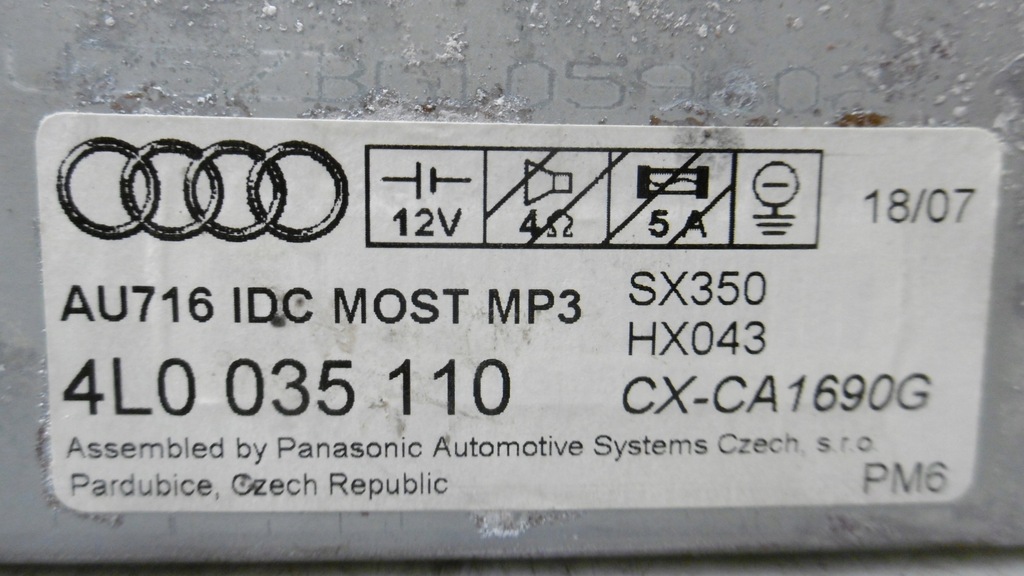 12V
4Ω
5 A
18/07
AU716 IDC MOST MP3
SX350
HX043
4L0 035 110
CX-CA1690G
Assembled by Panasonic Automotive Systems Czech, s.r.o.
Pardubice, Czech Republic
PM6